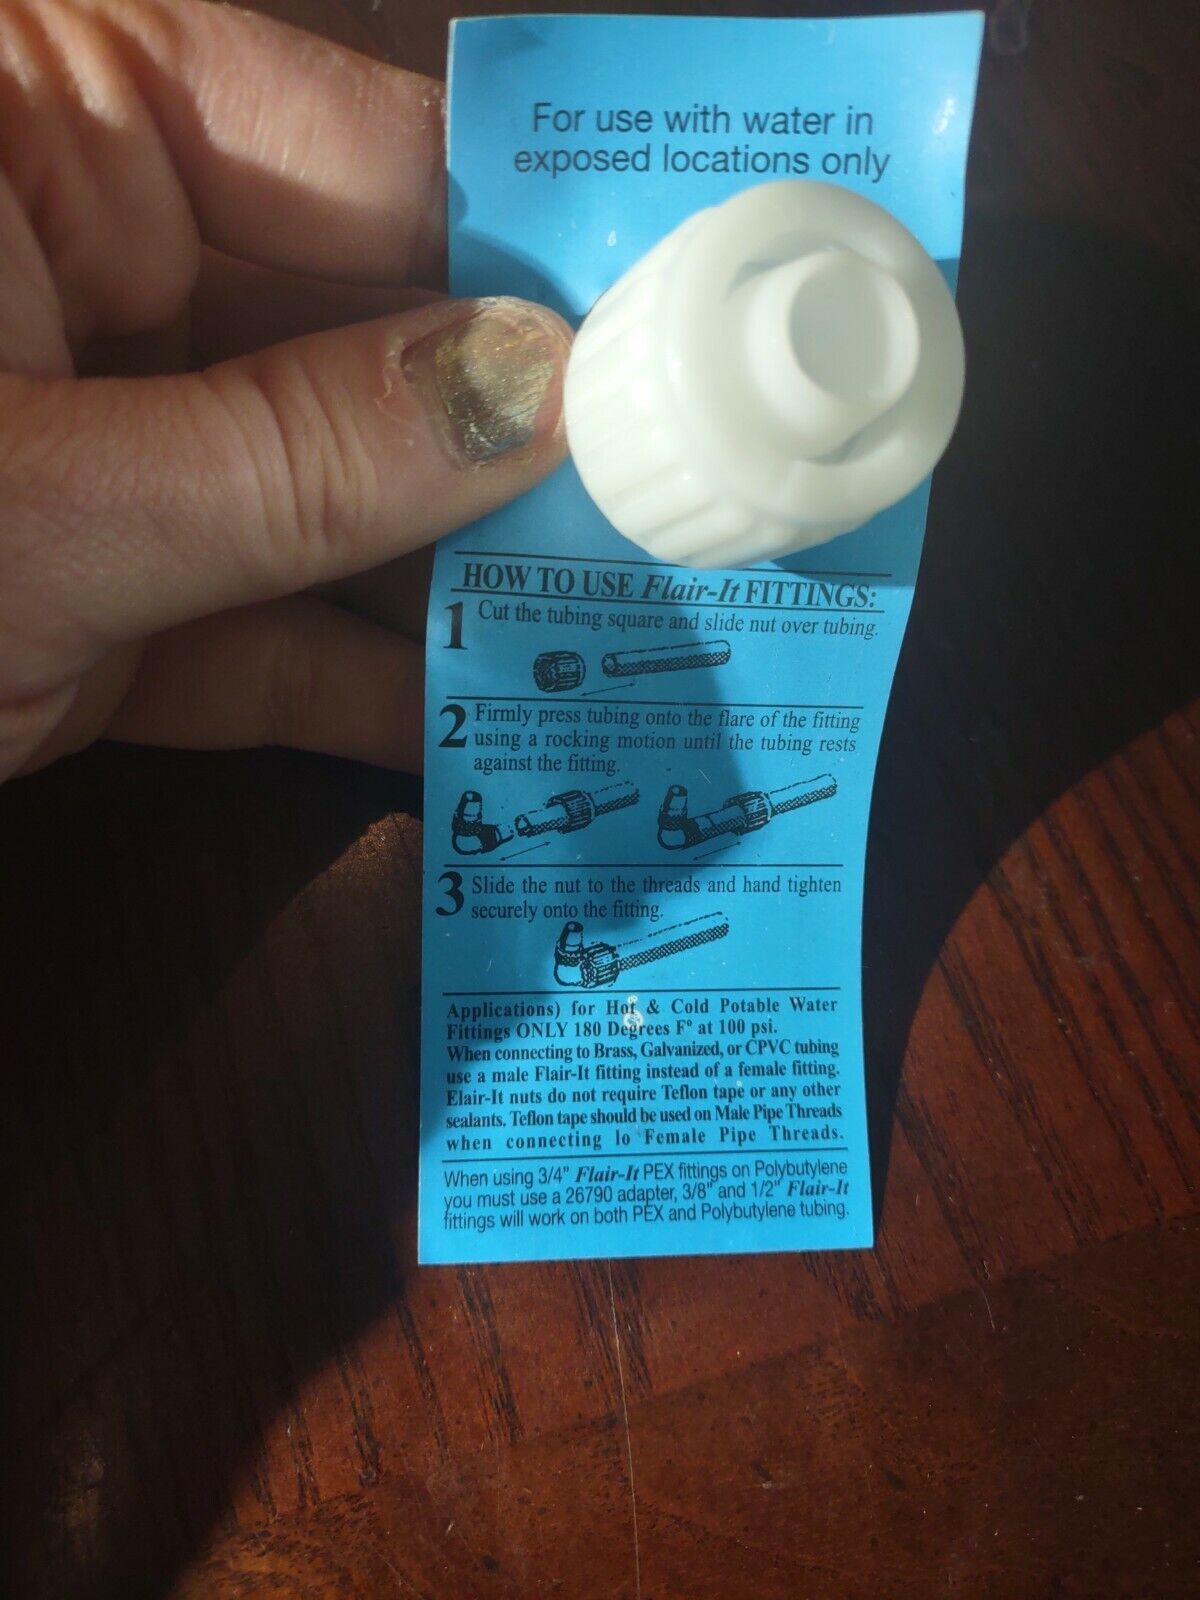 For use with water in
exposed locations only
HOW TO USE Flair-It FITTINGS:
1 Cut the tubing square and slide nut over tubing.
2 Firmly press tubing onto the flare of the fitting
using a rocking motion until the tubing rests
against the fitting.
3 Slide the nut to the threads and hand tighten
securely onto the fitting.
Applications) for Hot & Cold Potable Water
Fittings ONLY 180 Degrees F° at 100 psi.
When connecting to Brass, Galvanized, or CPVC tubing
use a male Flair-It fitting instead of a female fitting.
Elair-It nuts do not require Teflon tape or any other
sealants. Teflon tape should be used on Male Pipe Threads
when connecting lo Female Pipe Threads.
When using 3/4" Flair-It PEX fittings on Polybutylene
you must use a 26790 adapter, 3/8" and 1/2" Flair-It
fittings will work on both PEX and Polybutylene tubing.